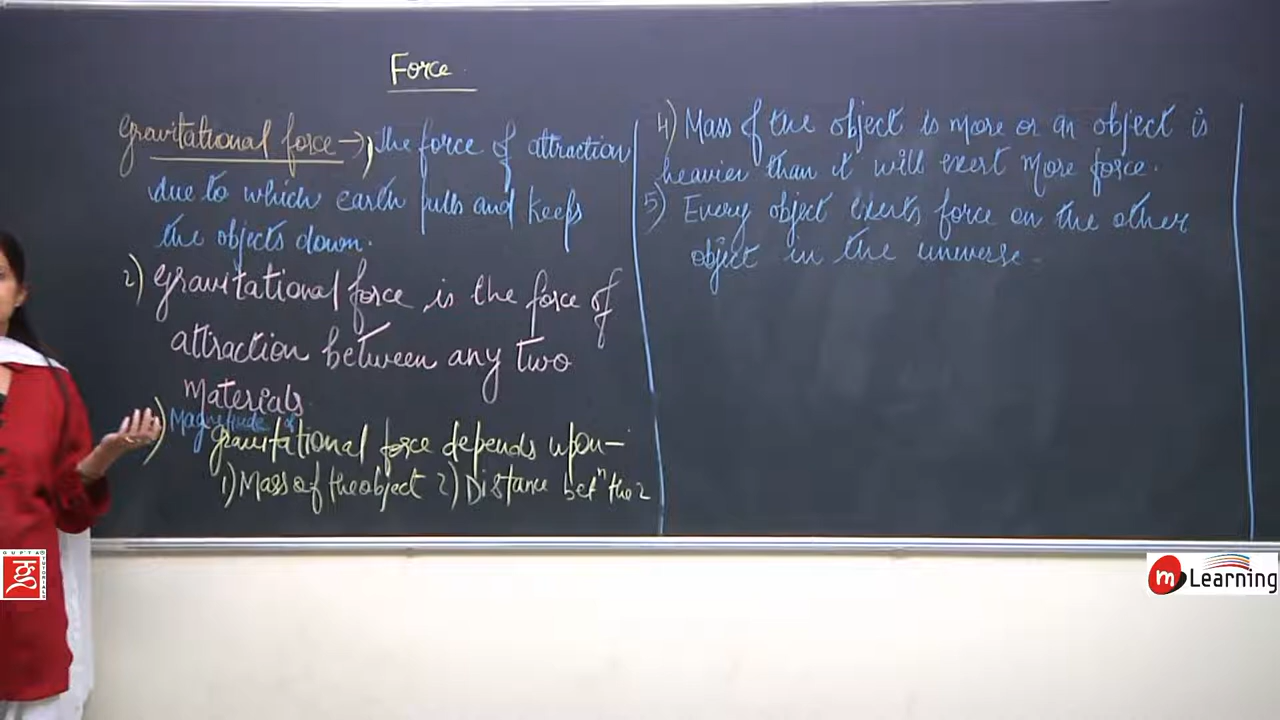 Force
Gravitational force → 1) The force of attraction
due to which earth pulls and keeps
the objects down.
2) Gravitational force is the force of
attraction between any two
Materials.
) Magnitude of
gravitational force depends upon—
1) Mass of the object 2) Distance betⁿ the 2
4) Mass of the object is more or an object is
heavier than it will exert more force.
5) Every object exerts force on the other
object in the universe.
GUPTA
TUTORIALS
m Learning